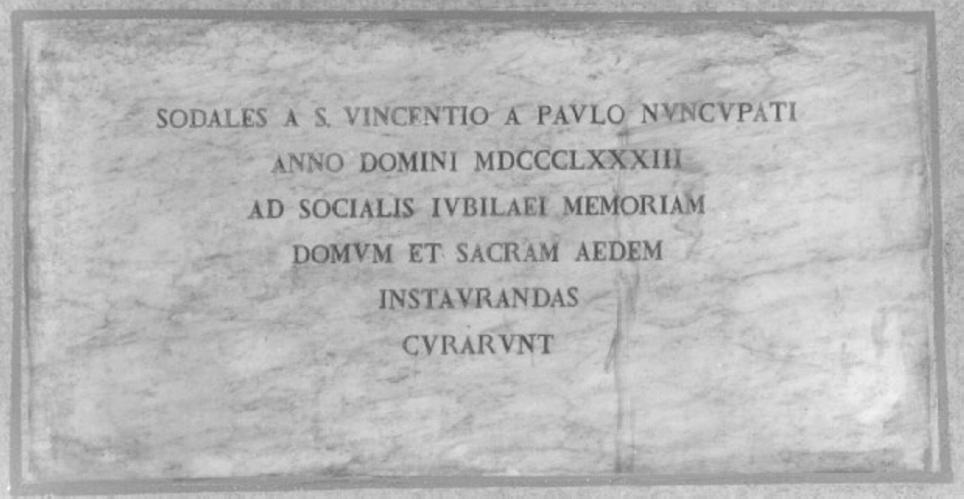 SODALES A S. VINCENTIO A PAVLO NVNCVPATI
ANNO DOMINI MDCCCLXXXIII
AD SOCIALIS IVBILAEI MEMORIAM
DOMVM ET SACRAM AEDEM
INSTAVRANDAS
CVRARVNT